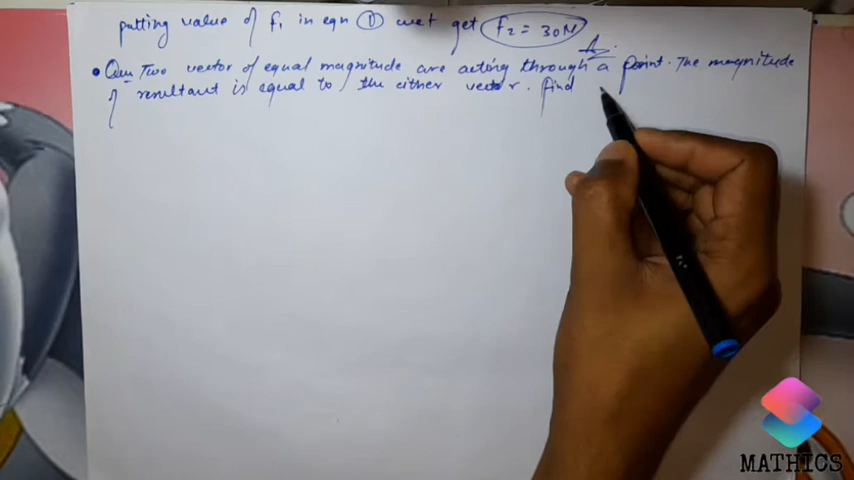 putting value of f₁ in eqn ① we+ get f₂ = 30N
Ans.
• Que Two vector of equal magnitude are acting through a point. The magnitude
of resultant is equal to the either vector. find
MATHICS